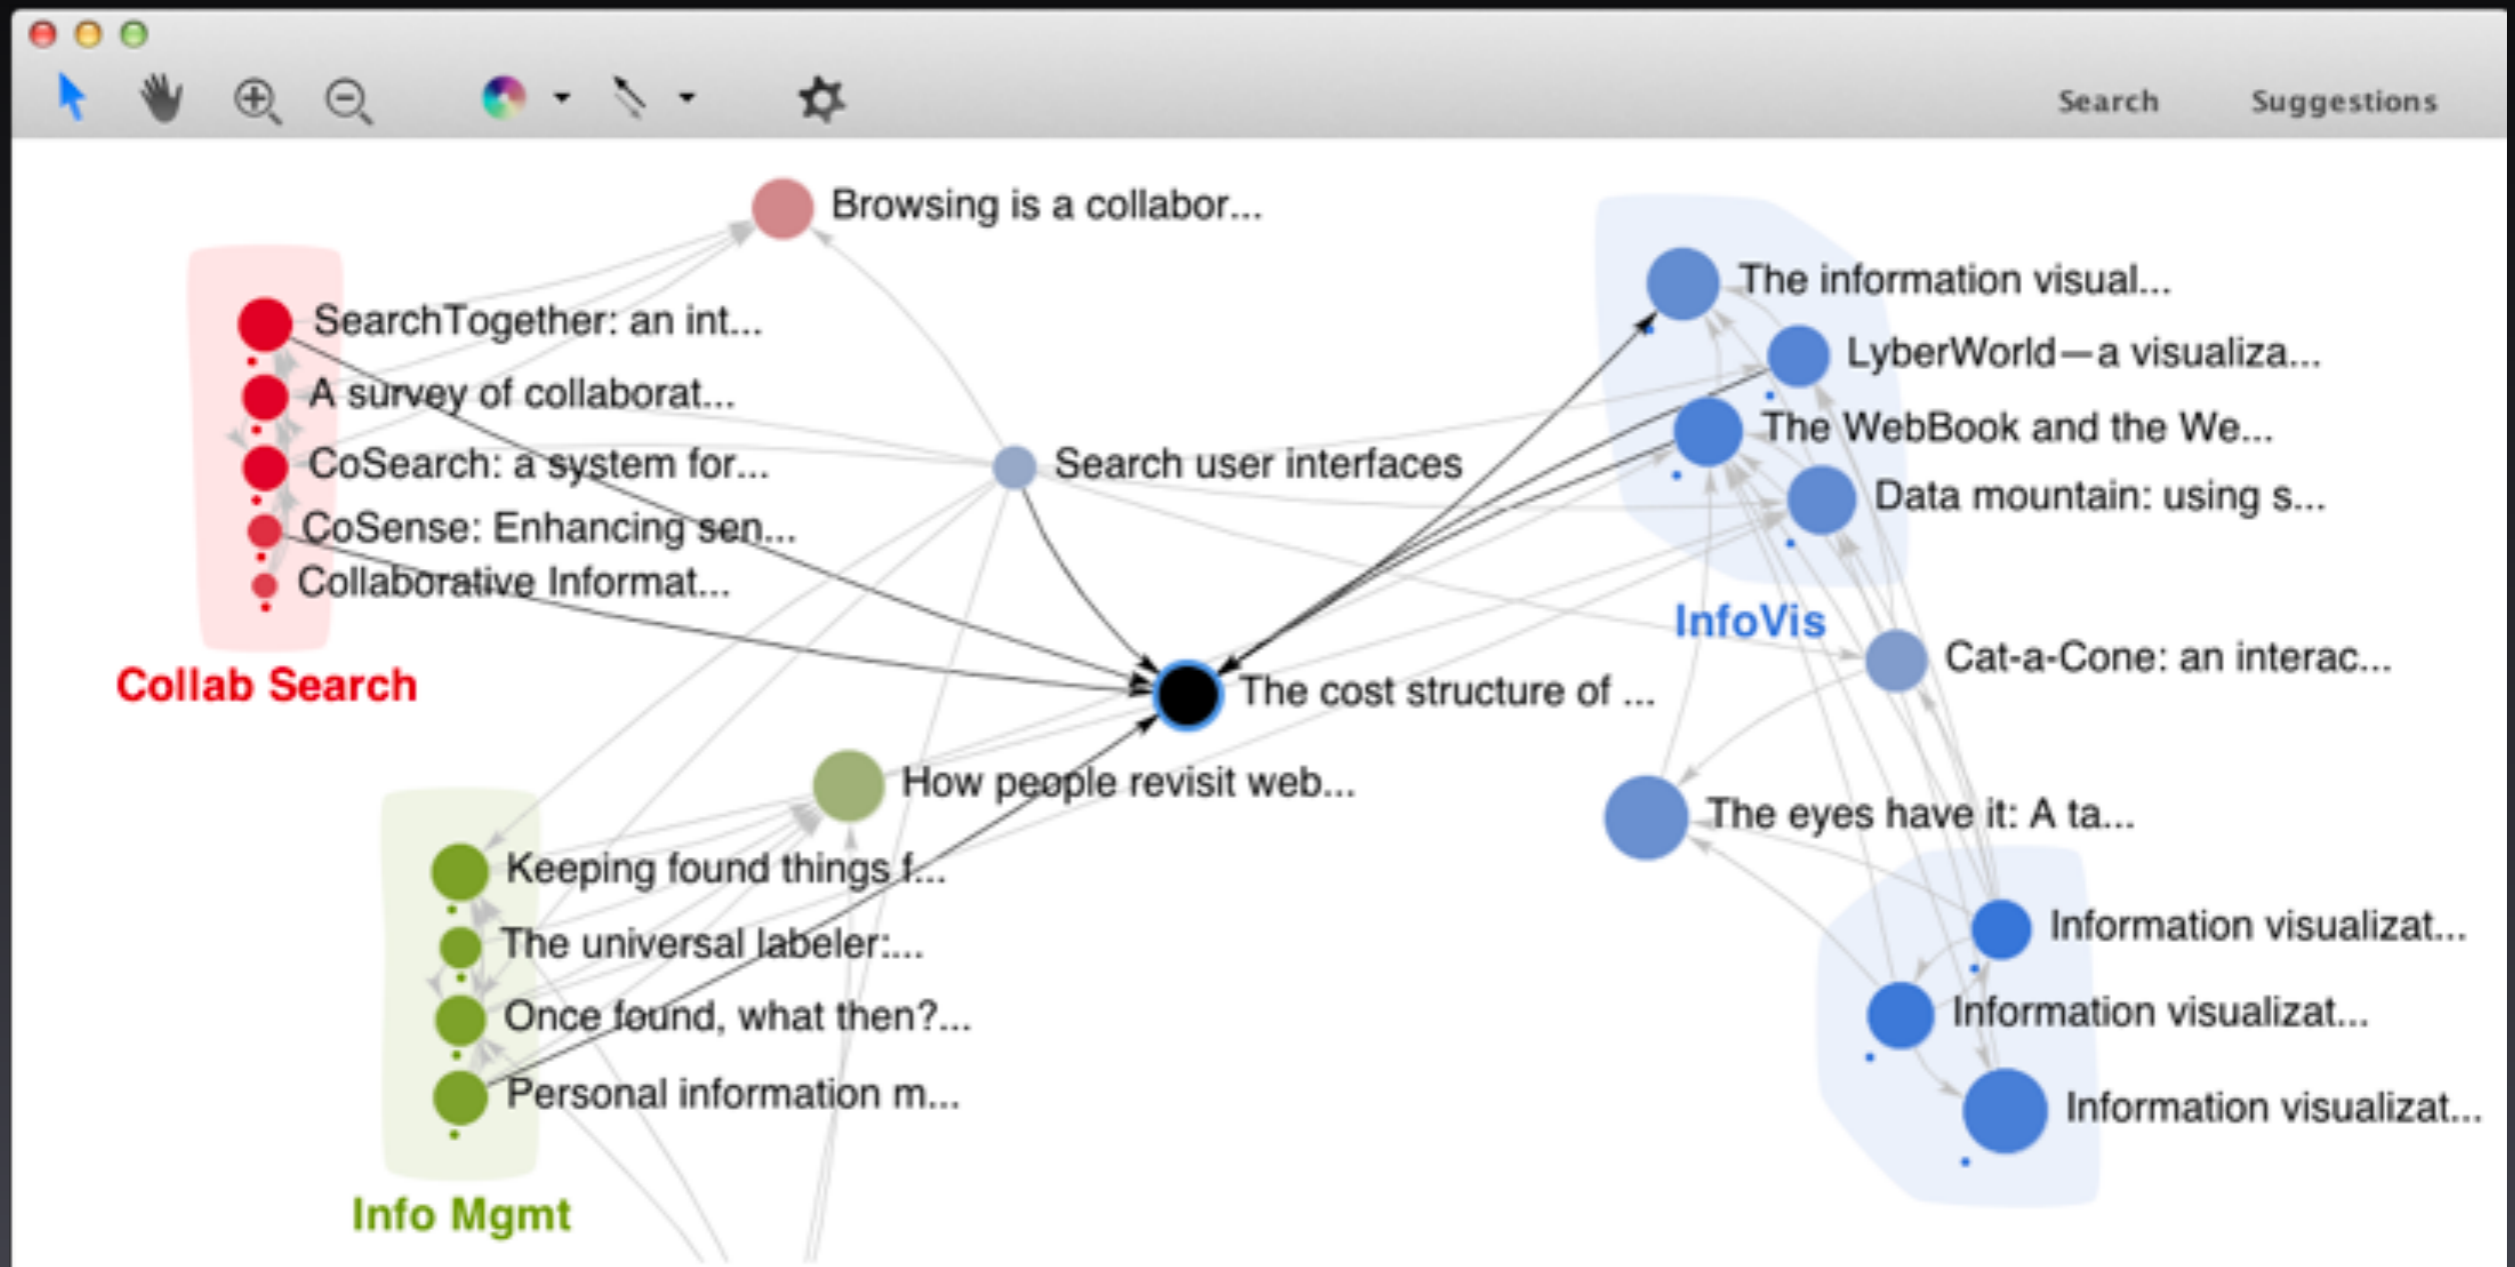 Search Suggestions
Browsing is a collabor...
The information visual...
SearchTogether: an int...
LyberWorld—a visualiza...
A survey of collaborat...
The WebBook and the We...
CoSearch: a system for...
Search user interfaces
Data mountain: using s...
CoSense: Enhancing sen...
Collaborative Informat...
InfoVis
Cat-a-Cone: an interac...
Collab Search
The cost structure of ...
How people revisit web...
The eyes have it: A ta...
Keeping found things f...
Information visualizat...
The universal labeler:...
Once found, what then?...
Information visualizat...
Personal information m...
Information visualizat...
Info Mgmt